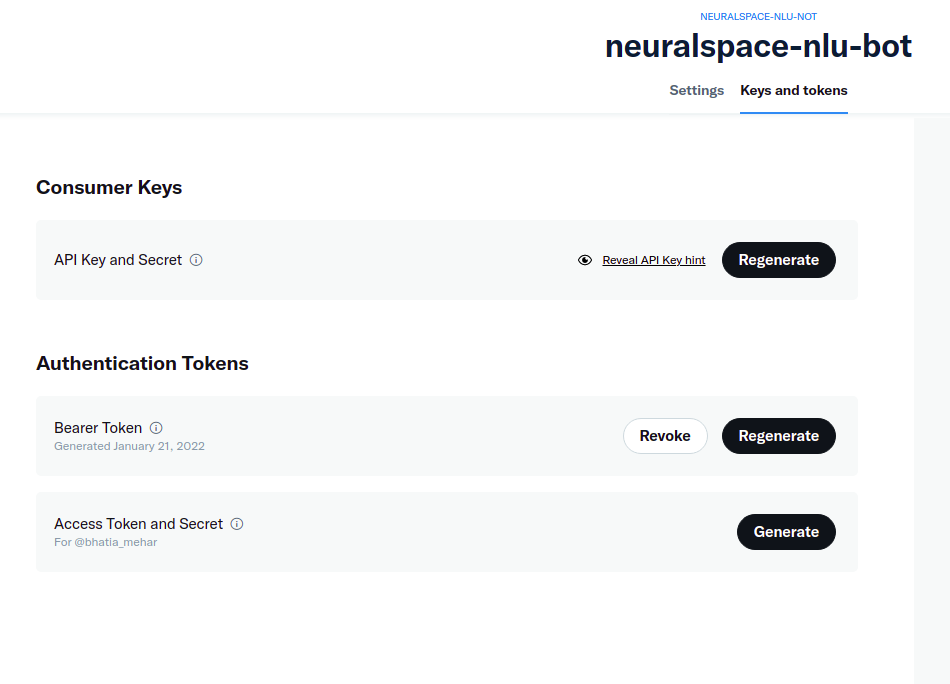 NEURALSPACE-NLU-NOT
neuralspace-nlu-bot
Settings Keys and tokens
Consumer Keys
API Key and Secret Reveal API Key hint Regenerate
Authentication Tokens
Bearer Token Revoke Regenerate
Generated January 21, 2022
Access Token and Secret Generate
For @bhatia_mehar